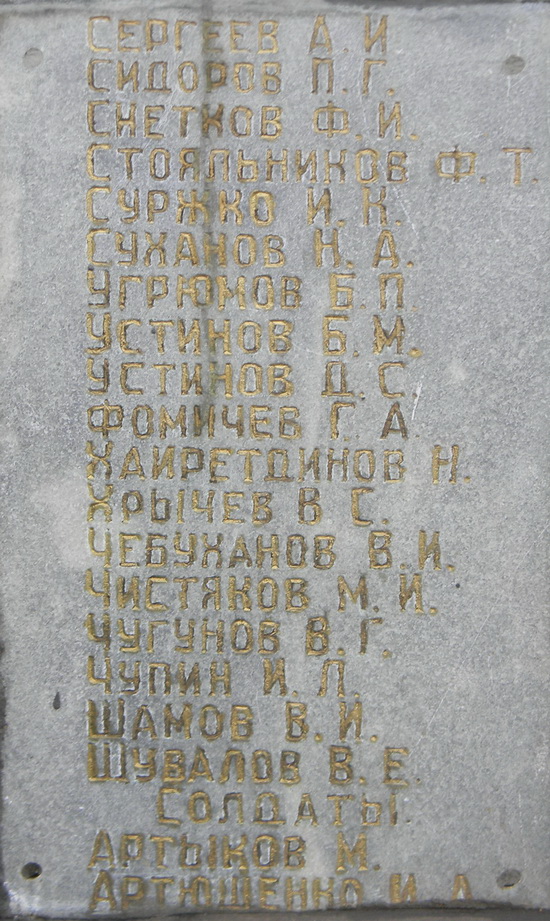 СЕРГЕЕВ А. И
СИДОРОВ П. Г.
СНЕТКОВ Ф. И.
СТОЯЛЬНИКОВ Ф. Т.
СУРЖКО И. К.
СУХАНОВ Н. А.
УГРЮМОВ Б. П.
УСТИНОВ Б. М.
УСТИНОВ Д. С.
ФОМИЧЕВ Г. А
ХАИРЕТДИНОВ Н.
ХРЫЧЕВ В С.
ЧЕБУХАНОВ В. И.
ЧИСТЯКОВ М. И.
ЧУГУНОВ В. Г.
ЧУПИН И. Л.
ШАМОВ В. И.
ШУВАЛОВ В. Е.
СОЛДАТЫ.
АРТЫКОВ М.
АРТЮШЕНКО И. А